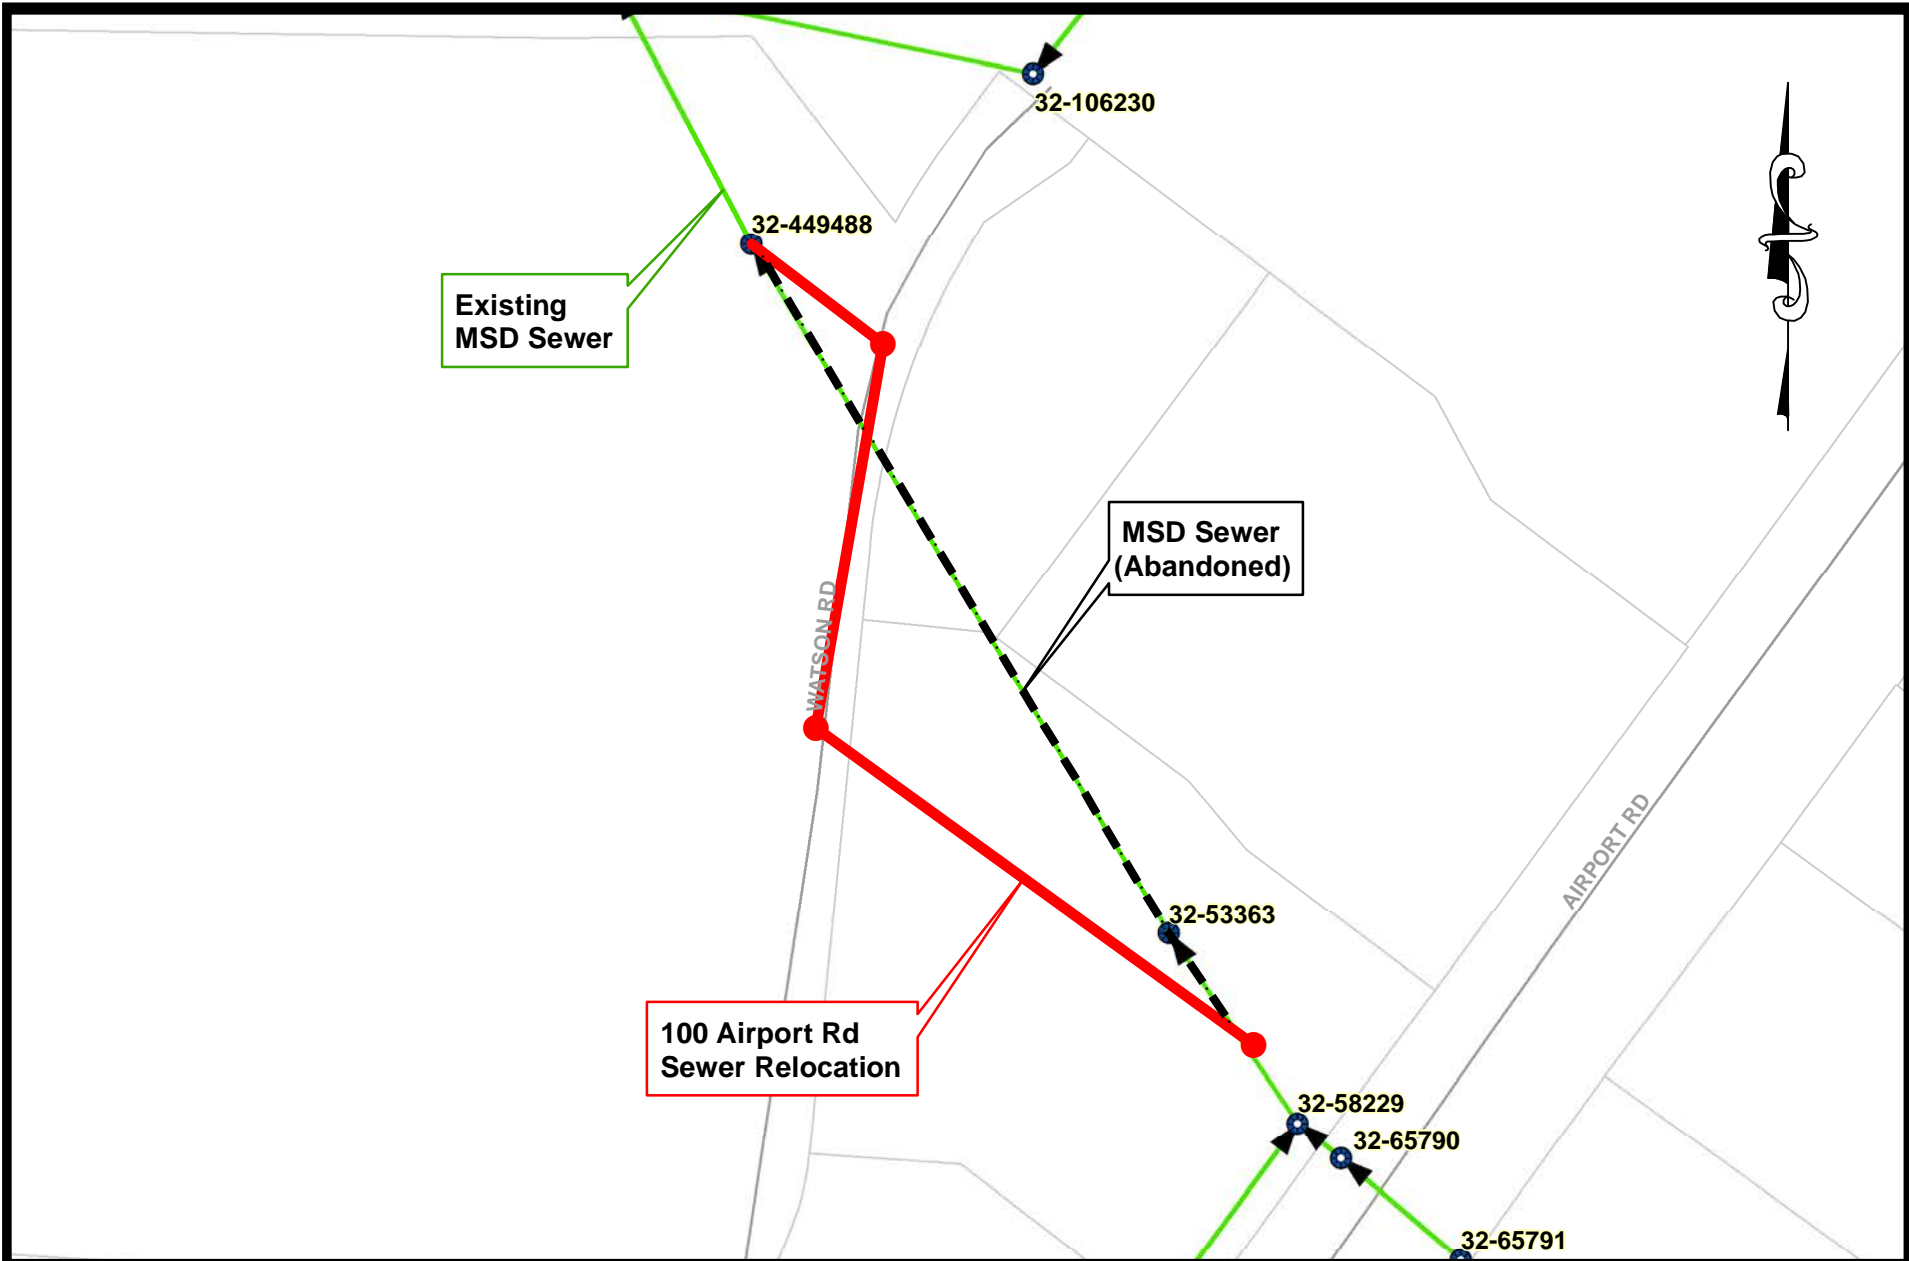 32-106230
32-449488
Existing
MSD Sewer
MSD Sewer
(Abandoned)
WATSON RD
AIRPORT RD
32-53363
100 Airport Rd
Sewer Relocation
32-58229
32-65790
32-65791